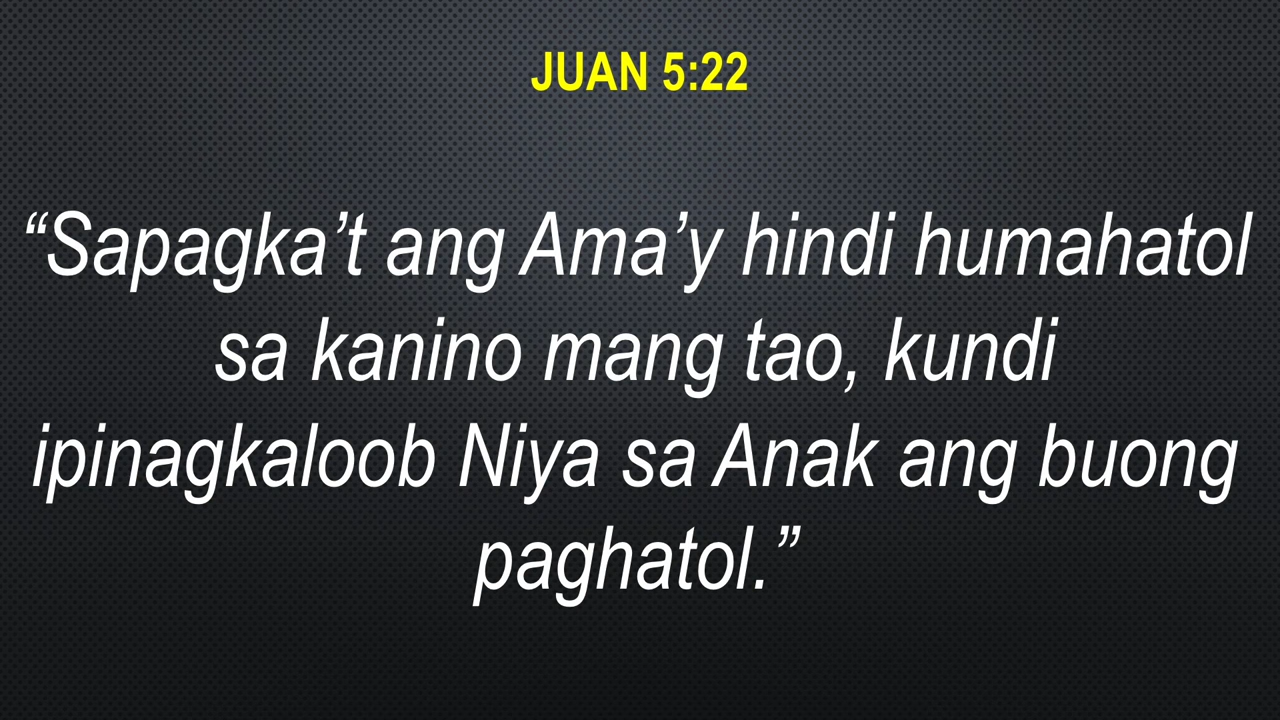 JUAN 5:22
“Sapagka’t ang Ama’y hindi humahatol
sa kanino mang tao, kundi
ipinagkaloob Niya sa Anak ang buong
paghatol.”